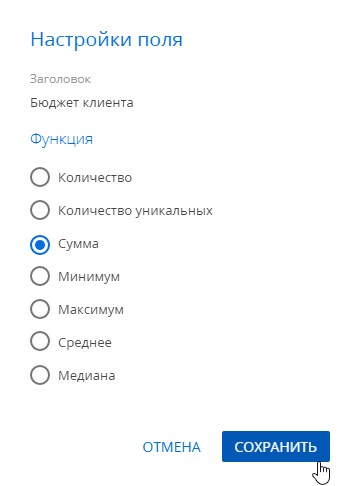 Настройки поля
Заголовок
Бюджет клиента
Функция
Количество
Количество уникальных
Сумма
Минимум
Максимум
Среднее
Медиана
ОТМЕНА СОХРАНИТЬ